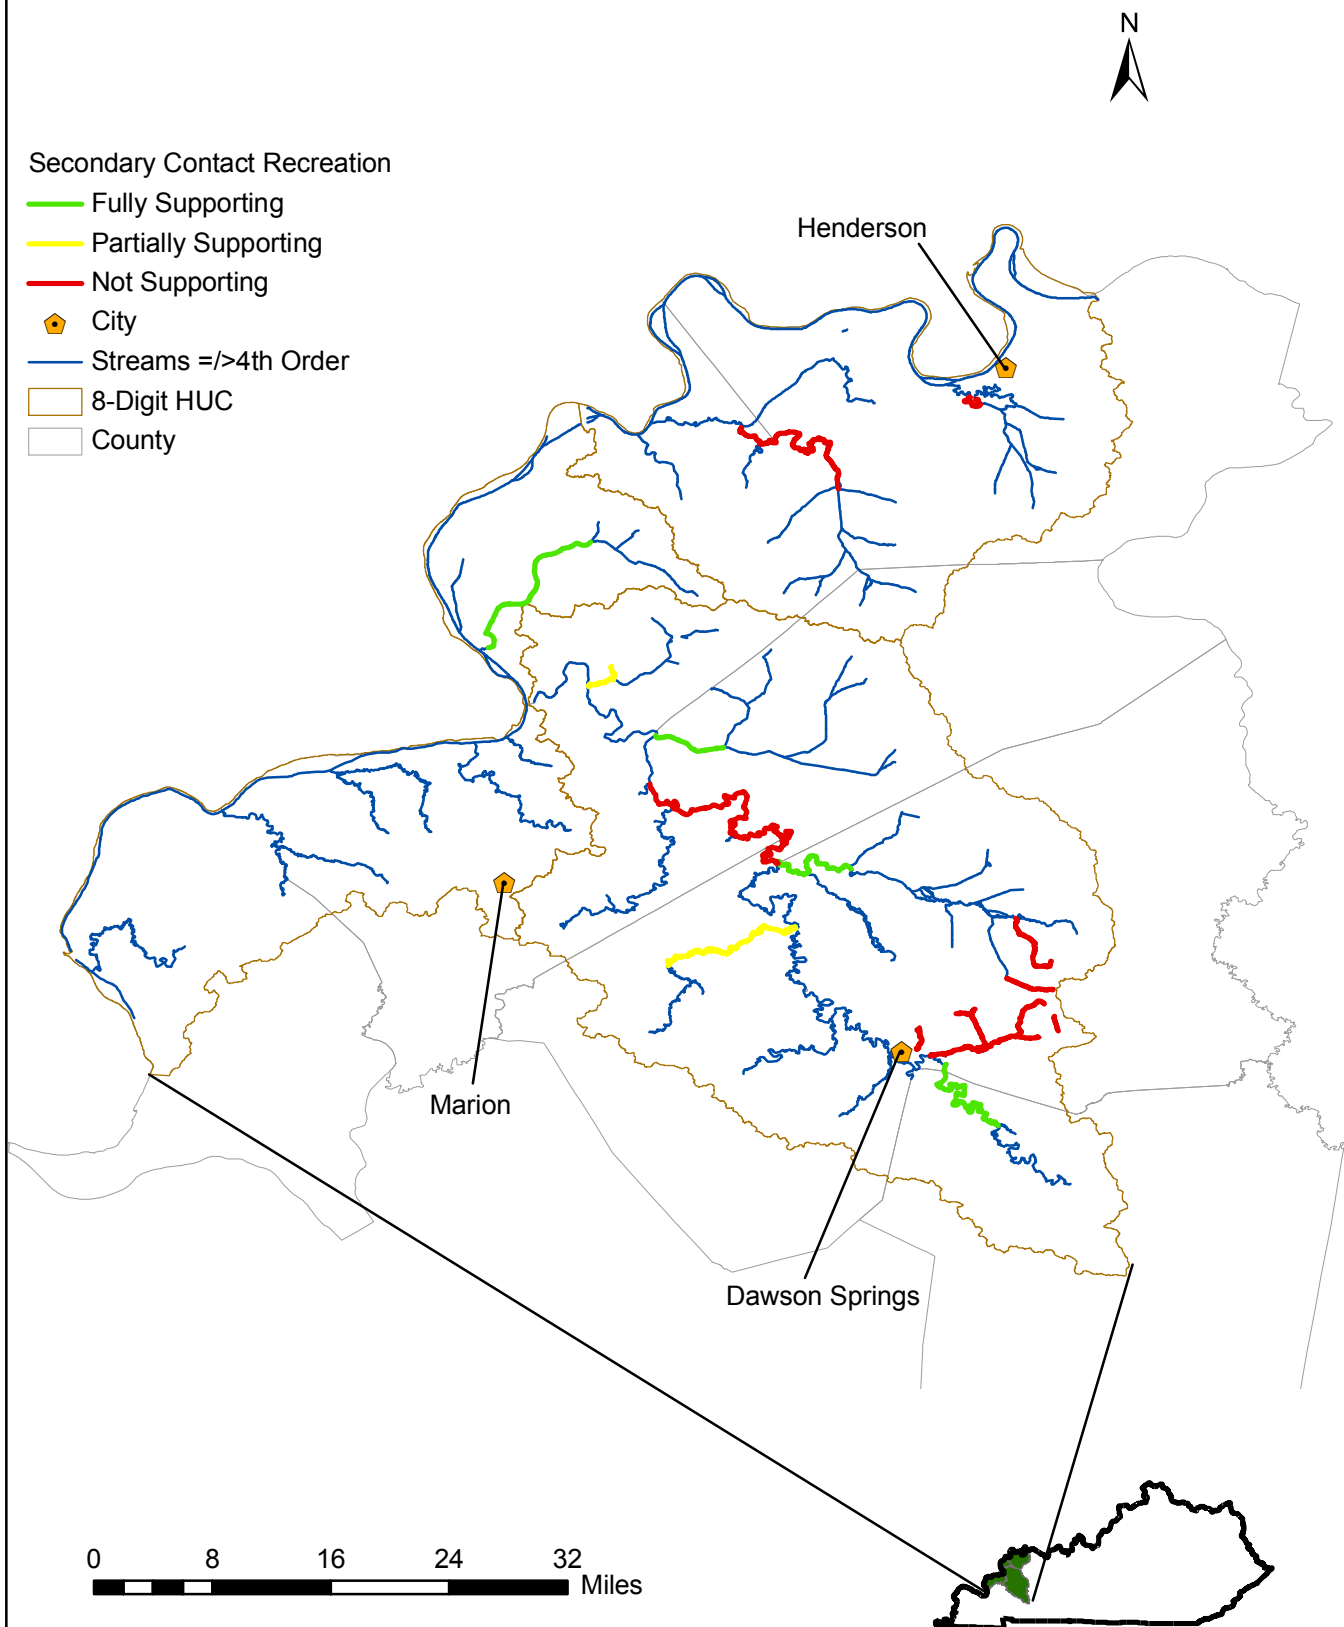 N
Secondary Contact Recreation
Fully Supporting
Partially Supporting
Not Supporting
City
Streams =/>4th Order
8-Digit HUC
County
Henderson
Marion
Dawson Springs
0 8 16 24 32
Miles